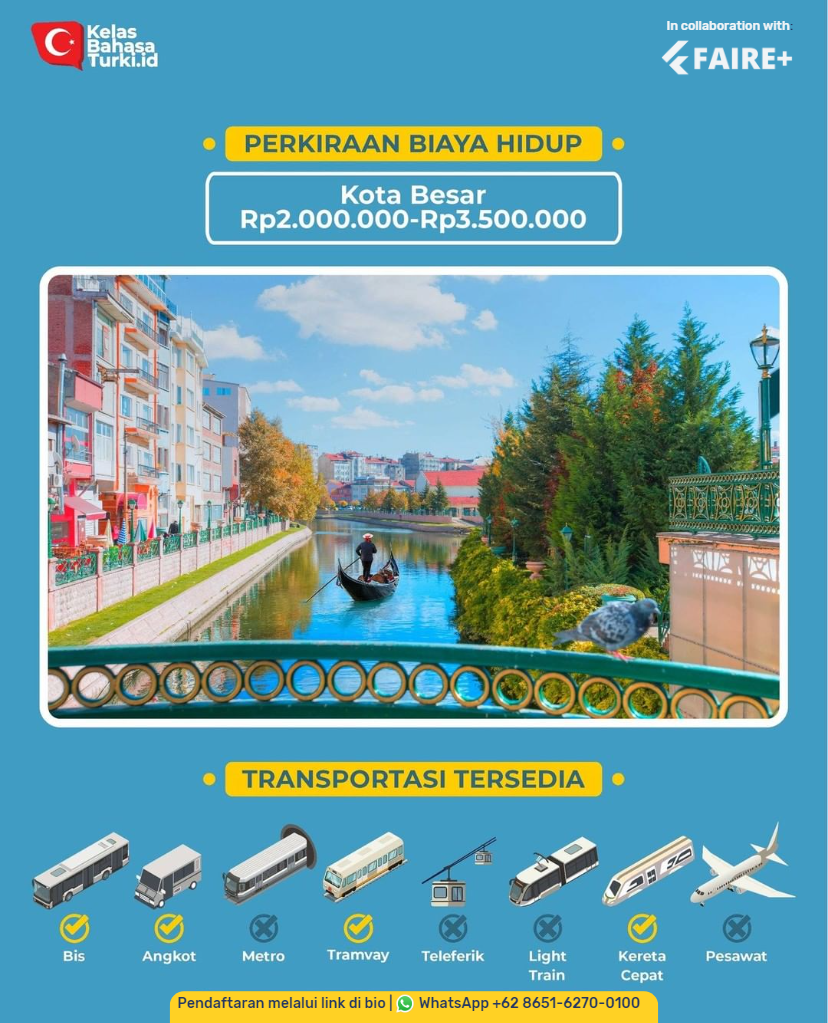 Kelas
Bahasa
Turki.id
In collaboration with:
FAIRE+
PERKIRAAN BIAYA HIDUP
Kota Besar
Rp2.000.000-Rp3.500.000
TRANSPORTASI TERSEDIA
Bis
Angkot
Metro
Tramvay
Teleferik
Light
Train
Kereta
Cepat
Pesawat
Pendaftaran melalui link di bio | WhatsApp +62 8651-6270-0100